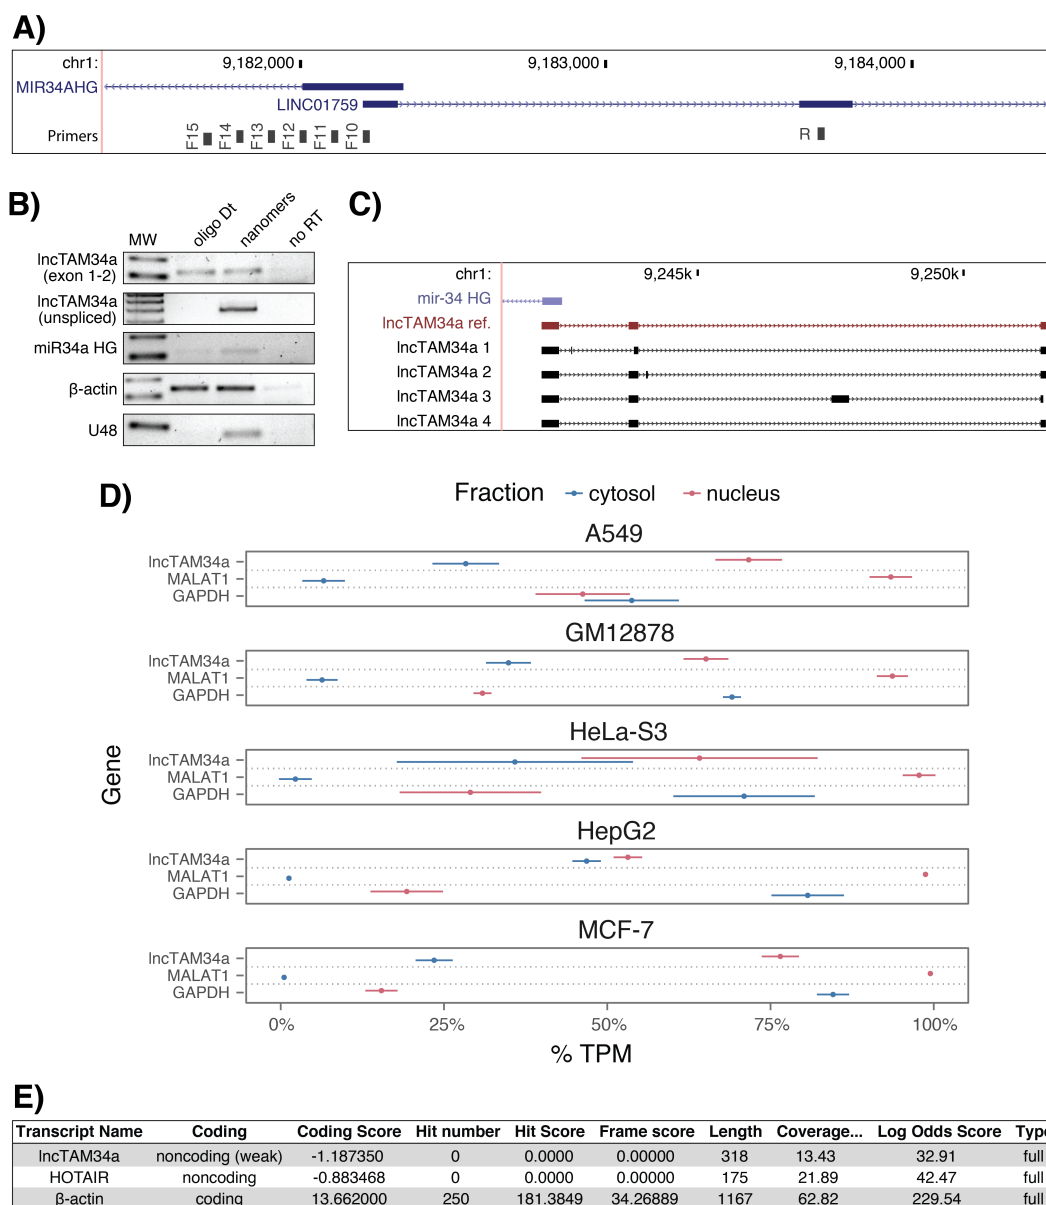 A)
chr1: 9,182,000 9,183,000 9,184,000
MIR34AHG
LINC01759
Primers F15 F14 F13 F12 F11 F10 R
B)
MW oligo Dt nanomers no RT
lncTAM34a
(exon 1-2)
lncTAM34a
(unspliced)
miR34a HG
β-actin
U48
C)
chr1: 9,245k 9,250k
mir-34 HG
lncTAM34a ref.
lncTAM34a 1
lncTAM34a 2
lncTAM34a 3
lncTAM34a 4
D)
Fraction cytosol nucleus
A549
lncTAM34a
MALAT1
GAPDH
GM12878
lncTAM34a
MALAT1
GAPDH
HeLa-S3
lncTAM34a
MALAT1
GAPDH
HepG2
lncTAM34a
MALAT1
GAPDH
MCF-7
lncTAM34a
MALAT1
GAPDH
Gene
0% 25% 50% 75% 100%
% TPM
E)
Transcript Name Coding Coding Score Hit number Hit Score Frame score Length Coverage... Log Odds Score Type
lncTAM34a noncoding (weak) -1.187350 0 0.0000 0.00000 318 13.43 32.91 full
HOTAIR noncoding -0.883468 0 0.0000 0.00000 175 21.89 42.47 full
β-actin coding 13.662000 250 181.3849 34.26889 1167 62.82 229.54 full